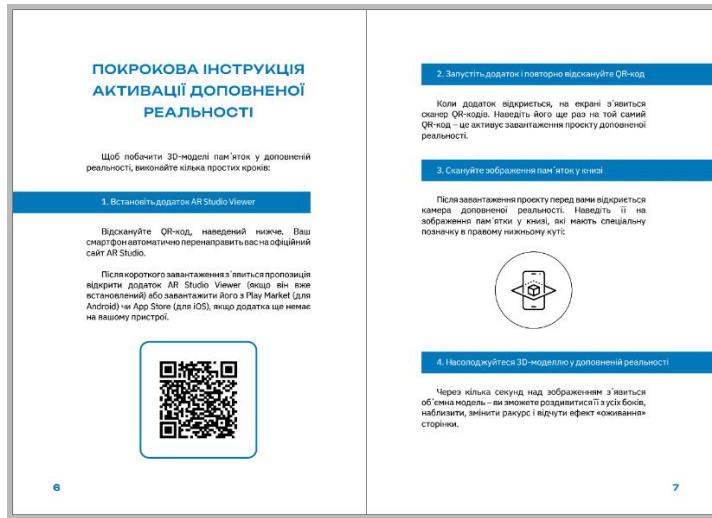 ПОКРОКОВА ІНСТРУКЦІЯ
АКТИВАЦІЇ ДОПОВНЕНОЇ
РЕАЛЬНОСТІ
Щоб побачити 3D-моделі пам´яток у доповненій
реальності, виконайте кілька простих кроків:
1. Встановіть додаток AR Studio Viewer
Відскануйте QR-код, наведений нижче. Ваш
смартфон автоматично перенаправить вас на офіційний
сайт AR Studio.
Після короткого завантаження з´явиться пропозиція
відкрити додаток AR Studio Viewer (якщо він вже
встановлений) або завантажити його з Play Market (для
Android) чи App Store (для iOS), якщо додатка ще немає
на вашому пристрої.
6
2. Запустіть додаток і повторно відскануйте QR-код
Коли додаток відкриється, на екрані з´явиться
сканер QR-кодів. Наведіть його ще раз на той самий
QR-код – це активує завантаження проєкту доповненої
реальності.
3. Скануйте зображення пам´яток у книзі
Після завантаження проєкту перед вами відкриється
камера доповненої реальності. Наведіть її на
зображення пам´ятки у книзі, які мають спеціальну
позначку в правому нижньому куті:
4. Насолоджуйтеся 3D-моделлю у доповненій реальності
Через кілька секунд над зображенням з´явиться
об´ємна модель – ви зможете роздивитися її з усіх боків,
наблизити, змінити ракурс і відчути ефект «оживання»
сторінки.
7